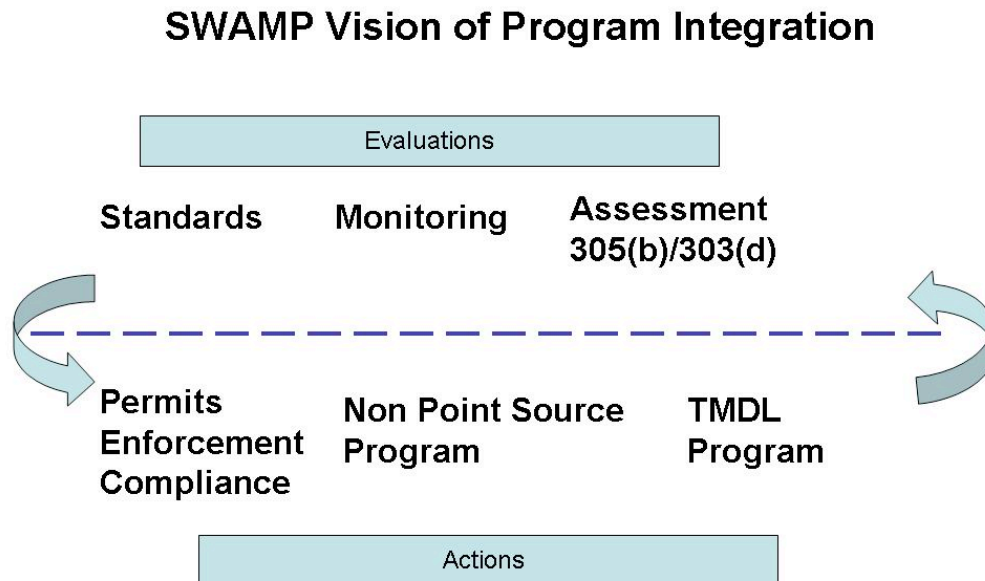 SWAMP Vision of Program Integration
Evaluations
Standards
Monitoring
Assessment
305(b)/303(d)
Permits
Enforcement
Compliance
Non Point Source
Program
TMDL
Program
Actions